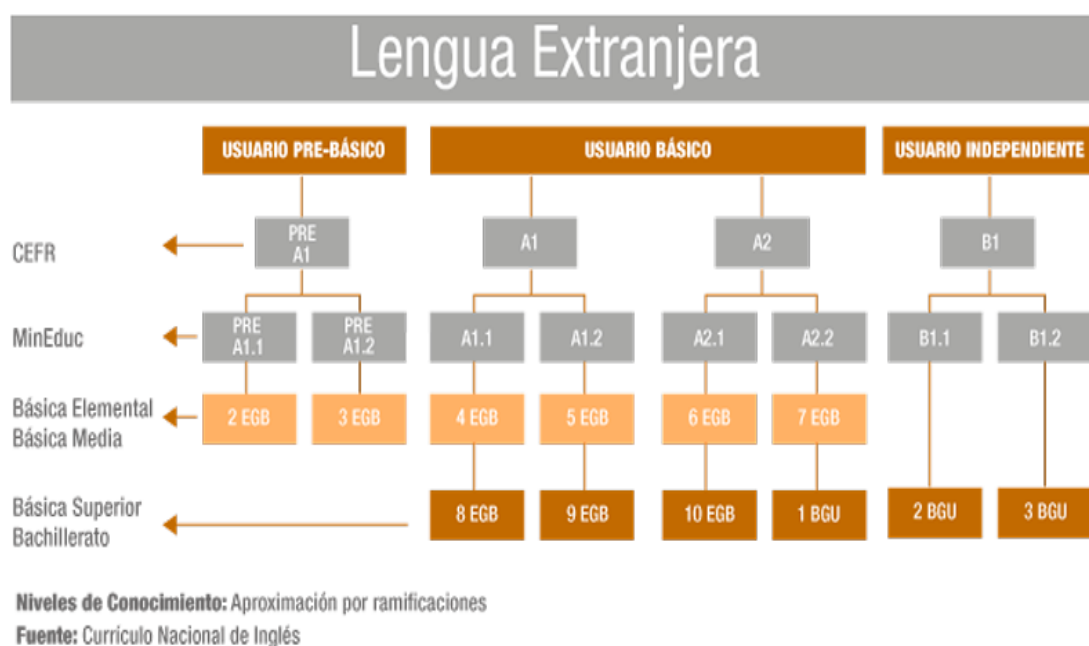 Lengua Extranjera
USUARIO PRE-BÁSICO
USUARIO BÁSICO
USUARIO INDEPENDIENTE
CEFR
PRE
A1
A1
A2
B1
MinEduc
PRE
A1.1
PRE
A1.2
A1.1
A1.2
A2.1
A2.2
B1.1
B1.2
Básica Elemental
Básica Media
2 EGB
3 EGB
4 EGB
5 EGB
6 EGB
7 EGB
Básica Superior
Bachillerato
8 EGB
9 EGB
10 EGB
1 BGU
2 BGU
3 BGU
Niveles de Conocimiento: Aproximación por ramificaciones
Fuente: Currículo Nacional de Inglés